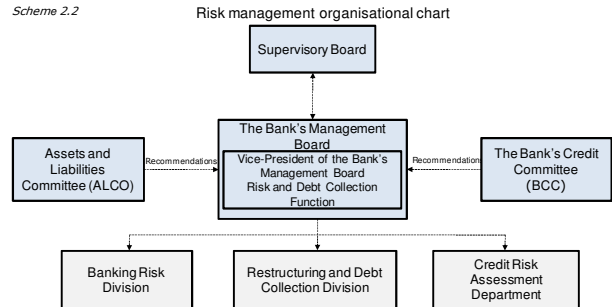 Scheme 2.2
Risk management organisational chart
Supervisory Board
The Bank's Management
Board
Vice-President of the Bank's
Management Board
Risk and Debt Collection
Function
Assets and
Liabilities
Committee (ALCO)
Recommendations
Recommendation
The Bank's Credit
Committee
(BCC)
Banking Risk
Division
Restructuring and Debt
Collection Division
Credit Risk
Assessment
Department